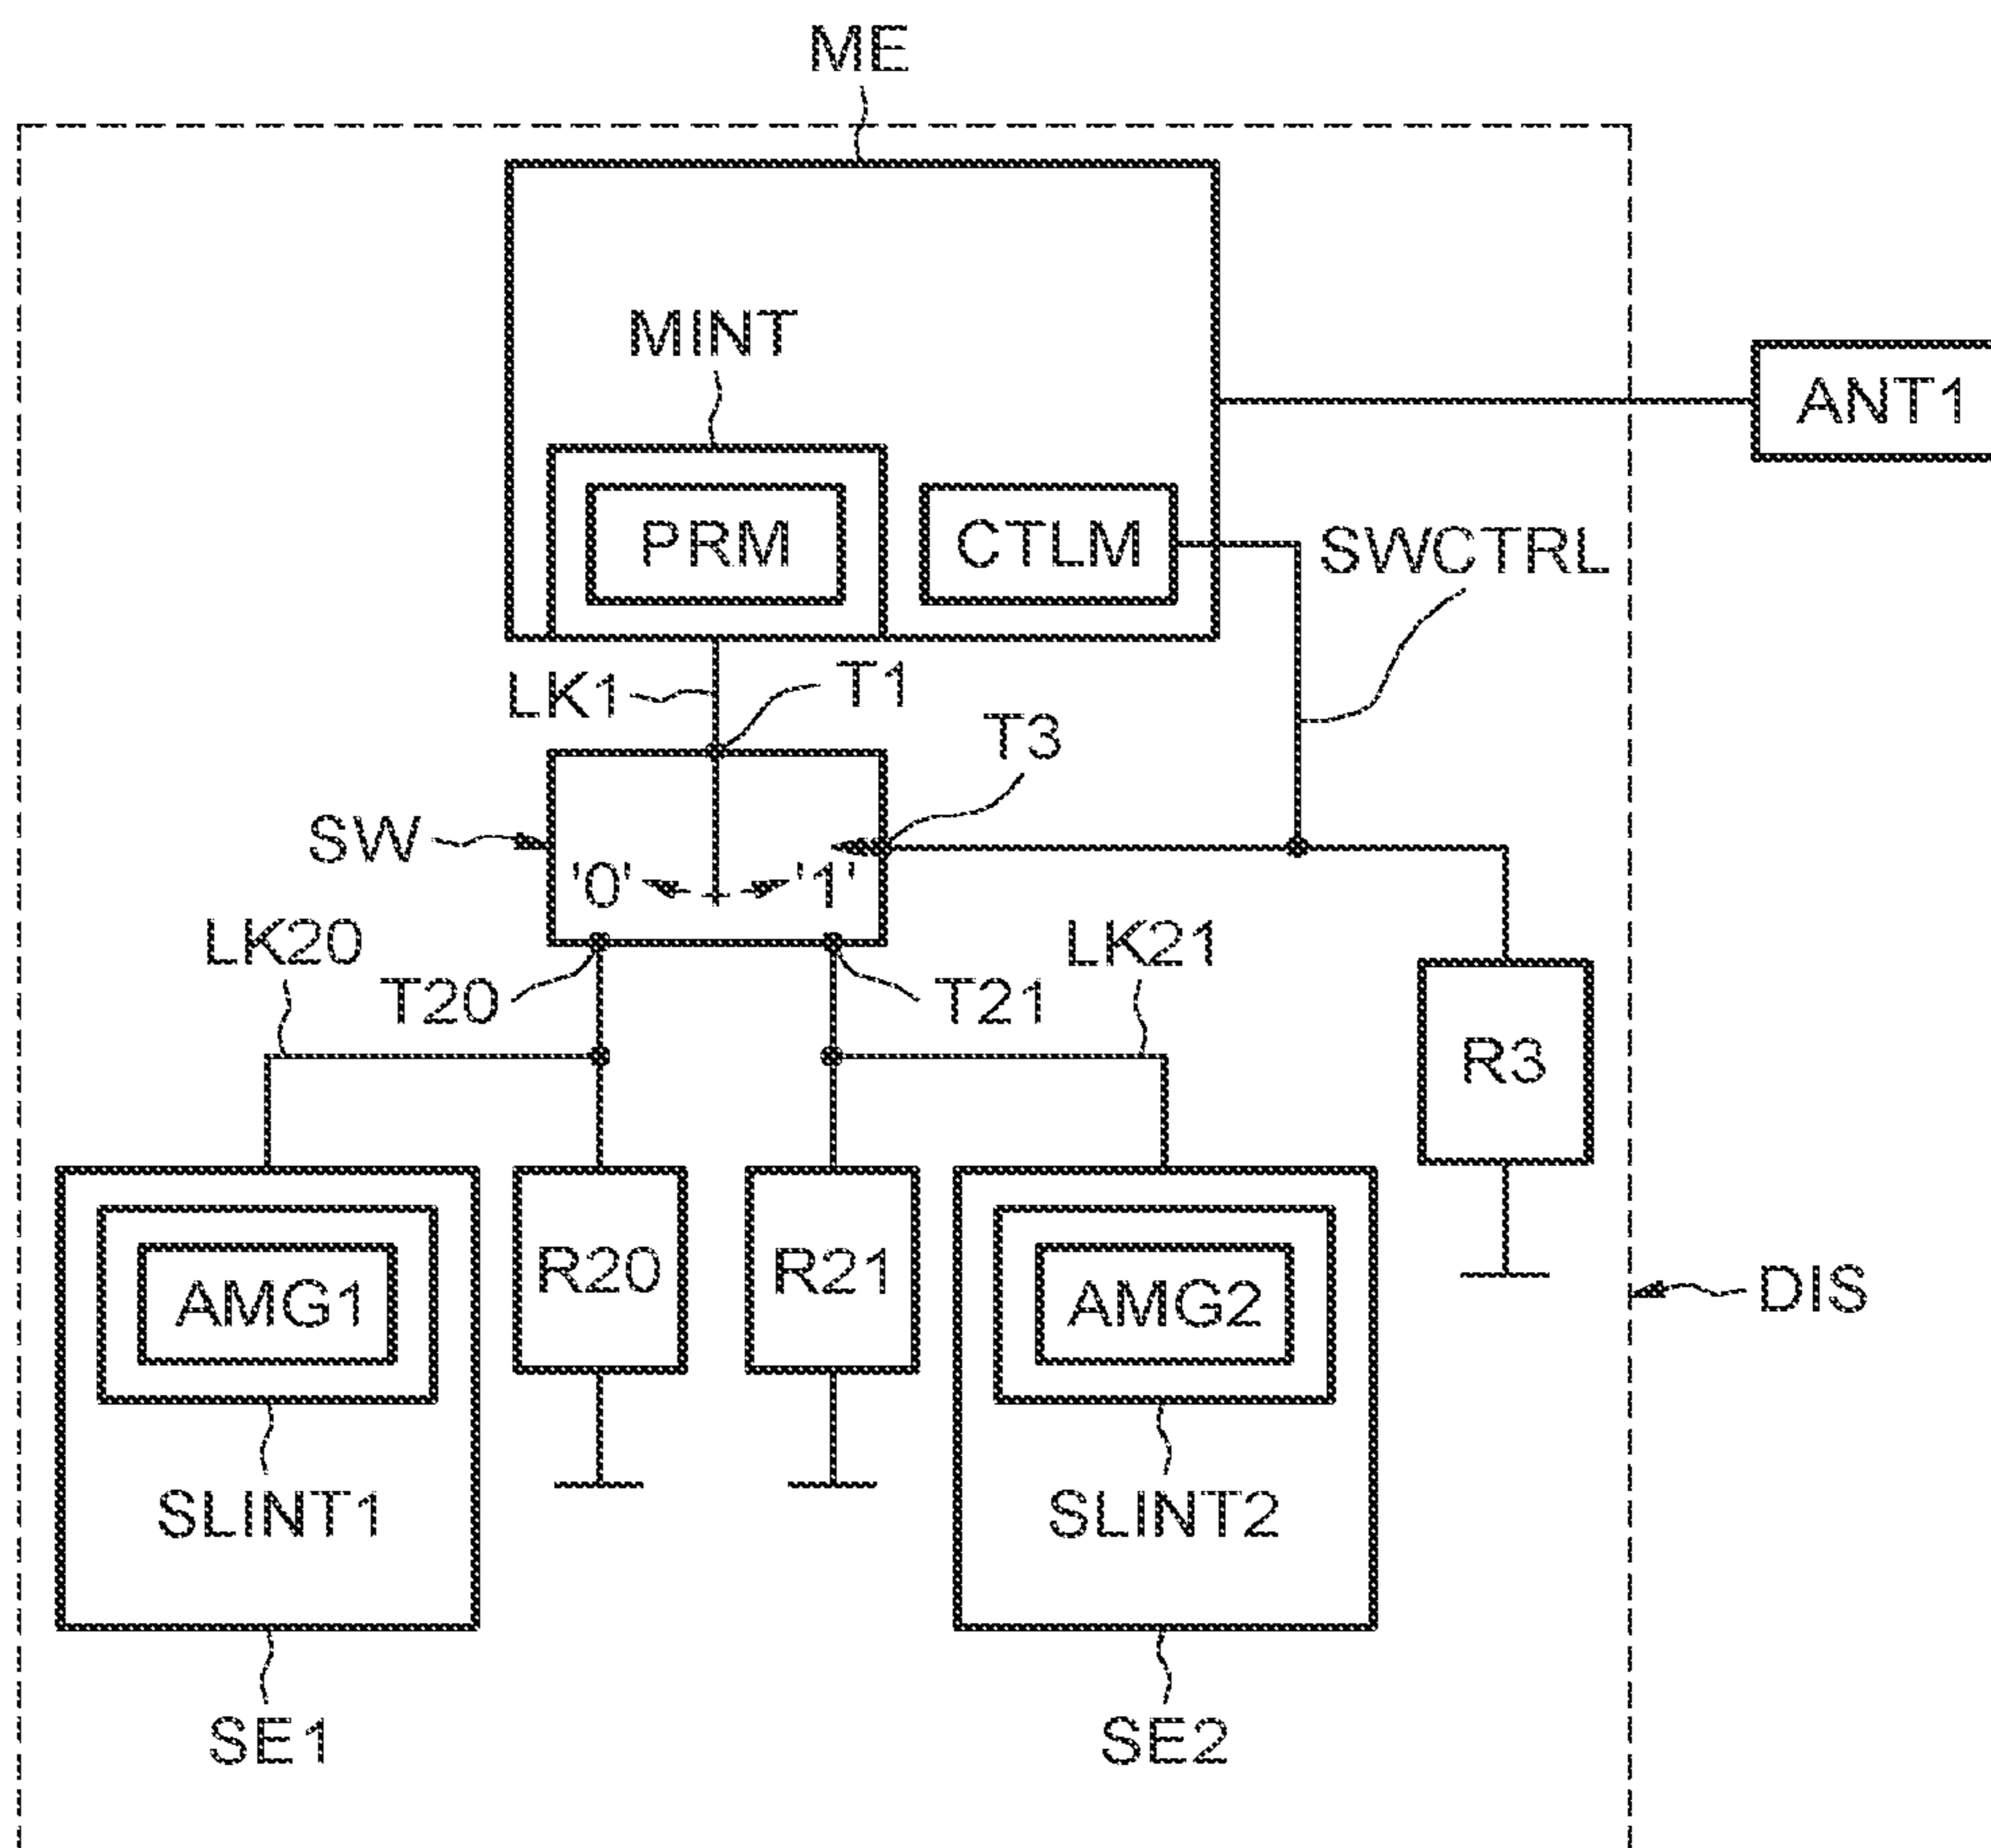 ME
MINT
ANT1
PRM
CTLM
SWCTRL
LK1
T1
T3
SW
'0'
'1'
LK20
LK21
T20
T21
R3
AMG1
R20
R21
AMG2
DIS
SLINT1
SLINT2
SE1
SE2